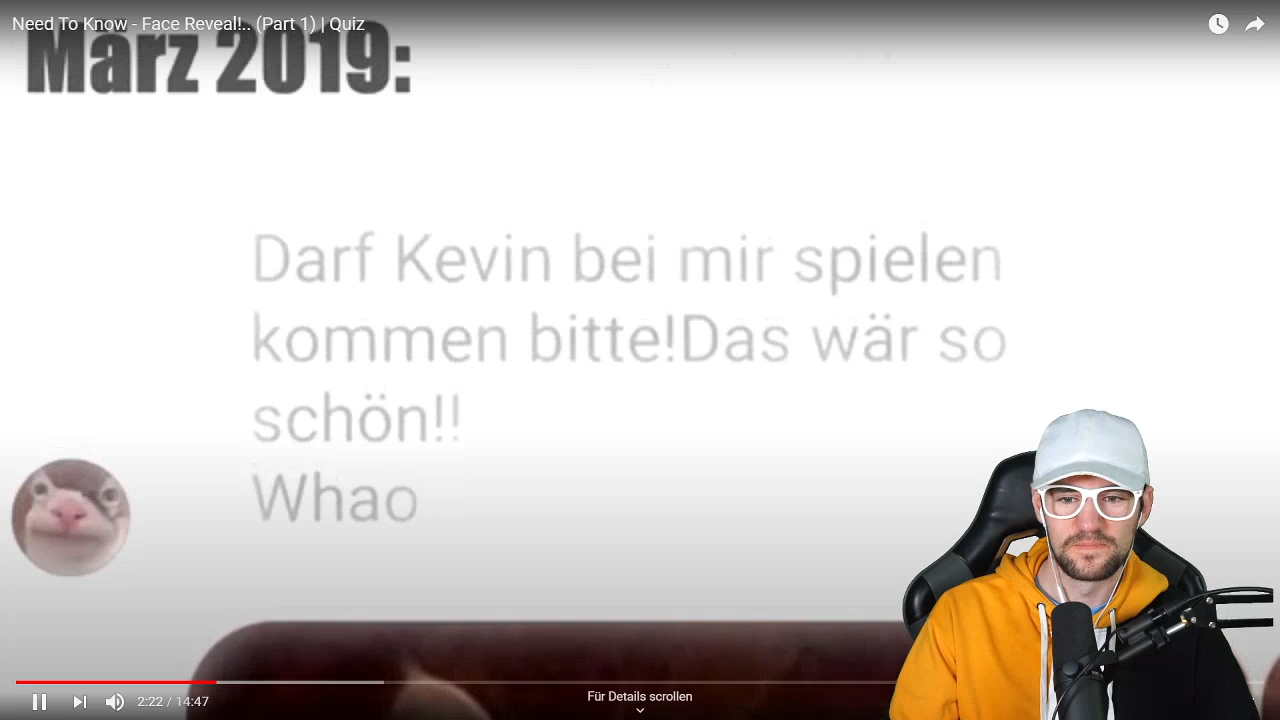 Need To Know - Face Reveal!.. (Part 1) | Quiz
März 2019:
Darf Kevin bei mir spielen
kommen bitte!Das wär so
schön!!
Whao
Für Details scrollen
2:22 / 14:47